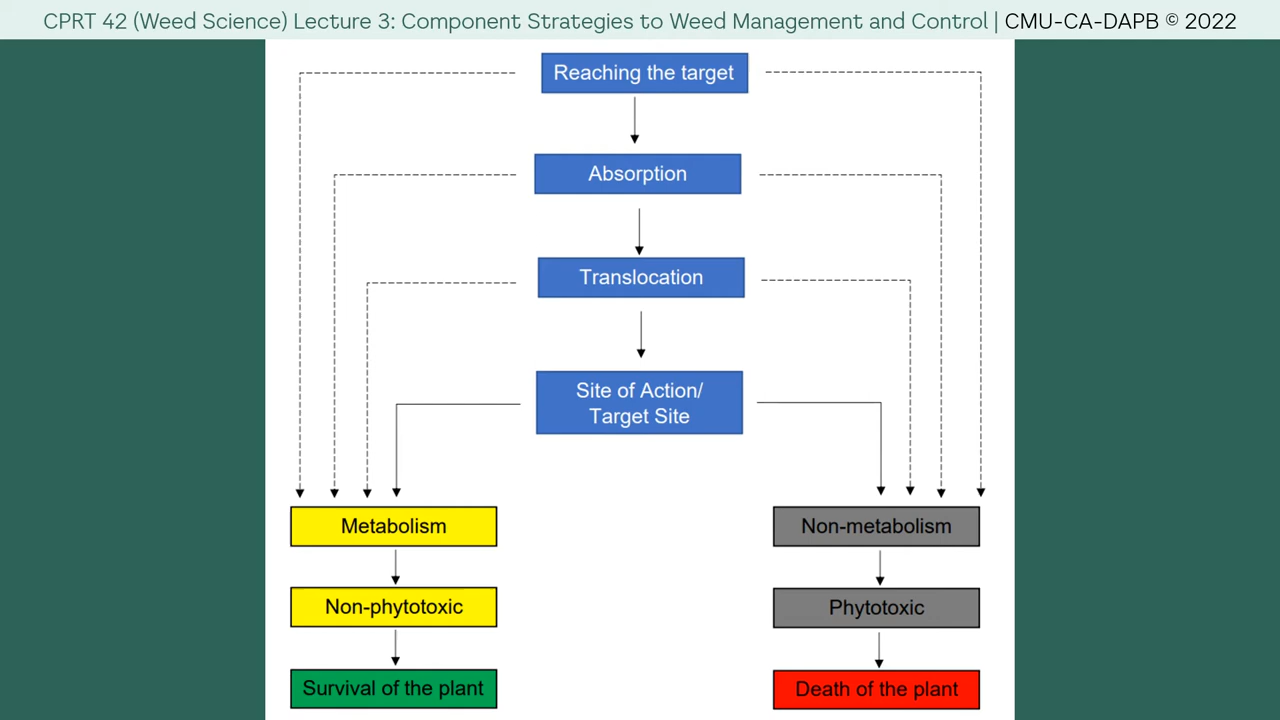 CPRT 42 (Weed Science) Lecture 3: Component Strategies to Weed Management and Control | CMU-CA-DAPB © 2022
Reaching the target
Absorption
Translocation
Site of Action/
Target Site
Metabolism
Non-metabolism
Non-phytotoxic
Phytotoxic
Survival of the plant
Death of the plant